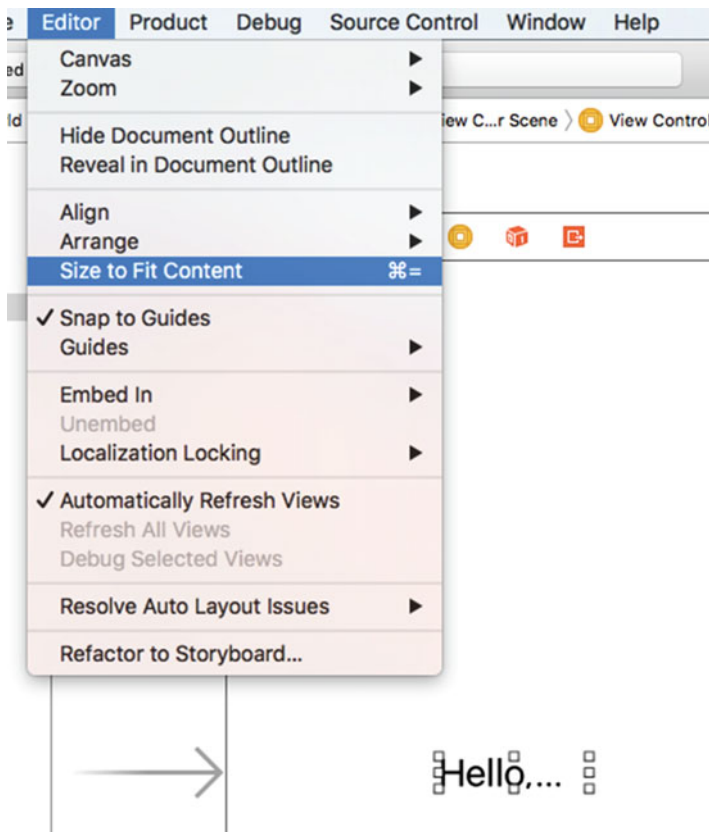 Editor Product Debug Source Control Window Help
Canvas
Zoom
iew C...r Scene 〉 View Control
Hide Document Outline
Reveal in Document Outline
Align
Arrange
Size to Fit Content ⌘=
✓ Snap to Guides
Guides
Embed In
Unembed
Localization Locking
✓ Automatically Refresh Views
Refresh All Views
Debug Selected Views
Resolve Auto Layout Issues
Refactor to Storyboard...
Hello,...